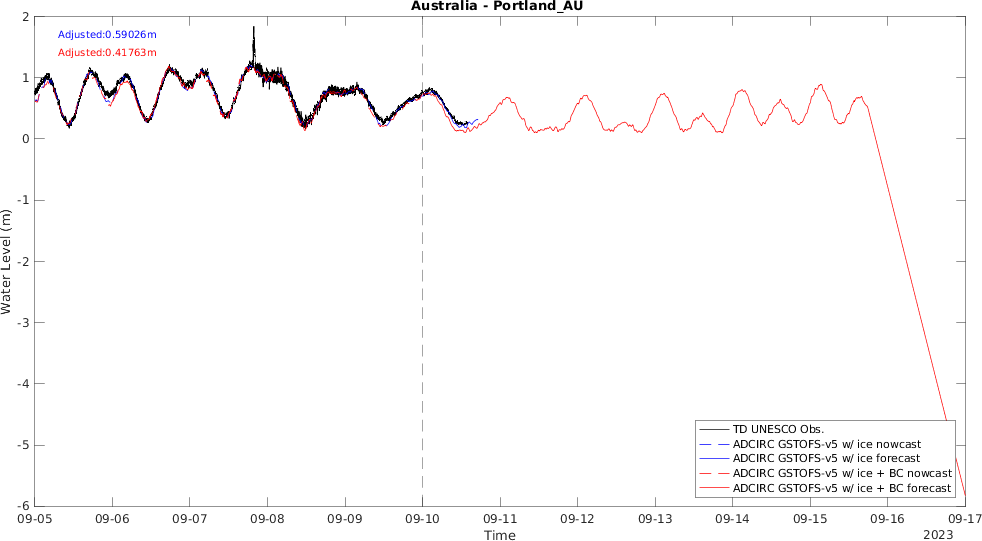 Australia - Portland_AU
Adjusted:0.59026m
Adjusted:0.41763m
Water Level (m)
2
1
0
-1
-2
-3
-4
-5
-6
TD UNESCO Obs.
ADCIRC GSTOFS-v5 w/ ice nowcast
ADCIRC GSTOFS-v5 w/ ice forecast
ADCIRC GSTOFS-v5 w/ ice + BC nowcast
ADCIRC GSTOFS-v5 w/ ice + BC forecast
09-05 09-06 09-07 09-08 09-09 09-10 09-11 09-12 09-13 09-14 09-15 09-16 09-17
Time
2023